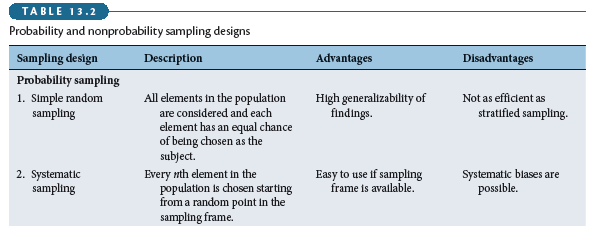 TABLE 13.2
Probability and nonprobability sampling designs
Sampling design Description Advantages Disadvantages
Probability sampling
1. Simple random sampling
All elements in the population
are considered and each
element has an equal chance
of being chosen as the
subject.
High generalizability of
findings.
Not as efficient as
stratified sampling.
2. Systematic
sampling
Every nth element in the
population is chosen starting
from a random point in the
sampling frame.
Easy to use if sampling
frame is available.
Systematic biases are
possible.